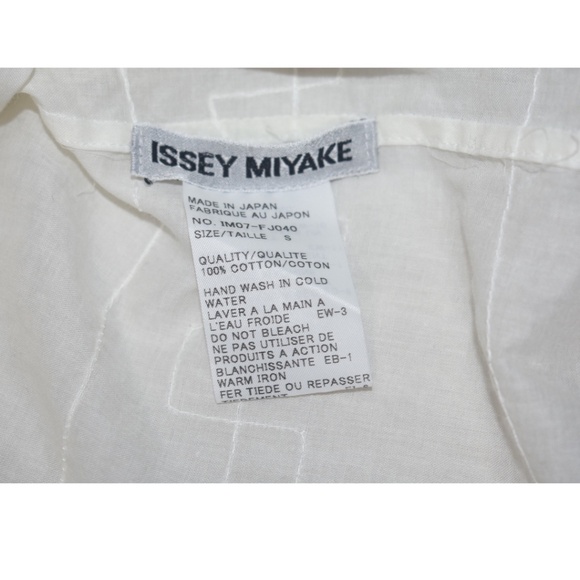 ISSEY MIYAKE
MADE IN JAPAN
FABRIQUE AU JAPON
NO. IM07-FJ040
SIZE/TAILLE S
QUALITY/QUALITE
100% COTTON/COTON
HAND WASH IN COLD
WATER
LAVER A LA MAIN A
L'EAU FROIDE EW-3
DO NOT BLEACH
NE PAS UTILISER DE
PRODUITS A ACTION
BLANCHISSANTE EB-1
WARM IRON
FER TIEDE OU REPASSER